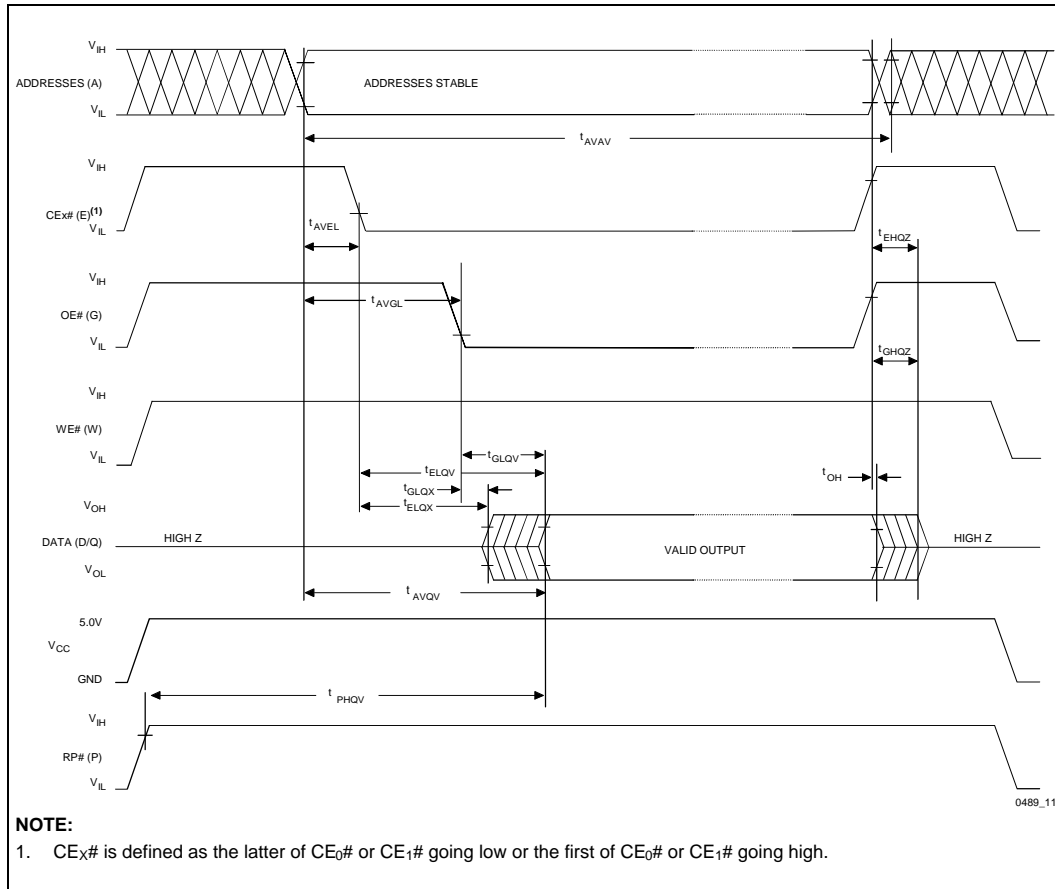 VIH
ADDRESSES (A)
ADDRESSES STABLE
VIL
tAVAV
VIH
CEx# (E)(1)
VIL
tAVEL
tEHQZ
VIH
tAVGL
OE# (G)
VIL
tGHQZ
VIH
WE# (W)
VIL
tGLQV
tELQV
tOH
tGLQX
tELQX
VOH
DATA (D/Q)
HIGH Z
VALID OUTPUT
HIGH Z
VOL
tAVQV
5.0V
VCC
GND
t PHQV
VIH
RP# (P)
VIL
0489_11
NOTE:
1. CEX# is defined as the latter of CE0# or CE1# going low or the first of CE0# or CE1# going high.